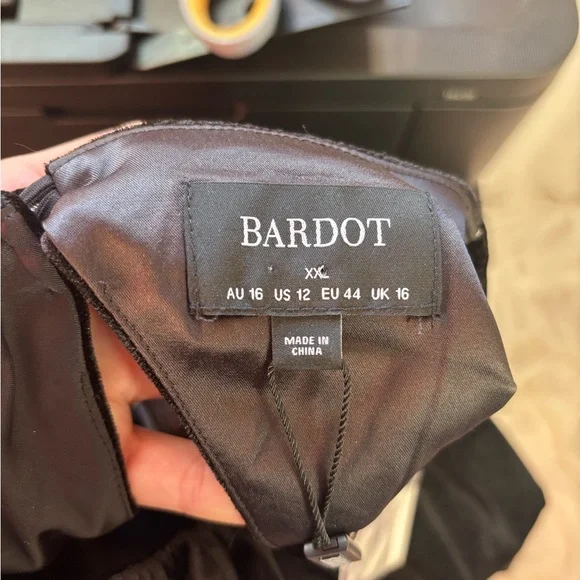 BARDOT
XXL
AU 16 US 12 EU 44 UK 16
MADE IN
CHINA